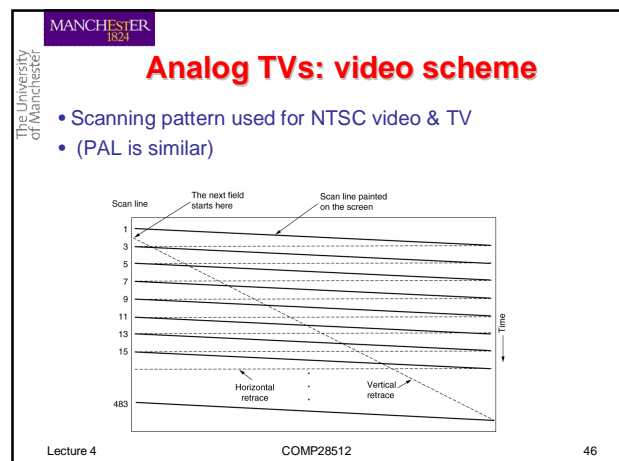 MANCHESTER
1824
The University
of Manchester
Analog TVs: video scheme
• Scanning pattern used for NTSC video & TV
• (PAL is similar)
Scan line
The next field
starts here
Scan line painted
on the screen
1
3
5
7
9
11
13
15
483
Time
Horizontal
retrace
Vertical
retrace
Lecture 4
COMP28512
46